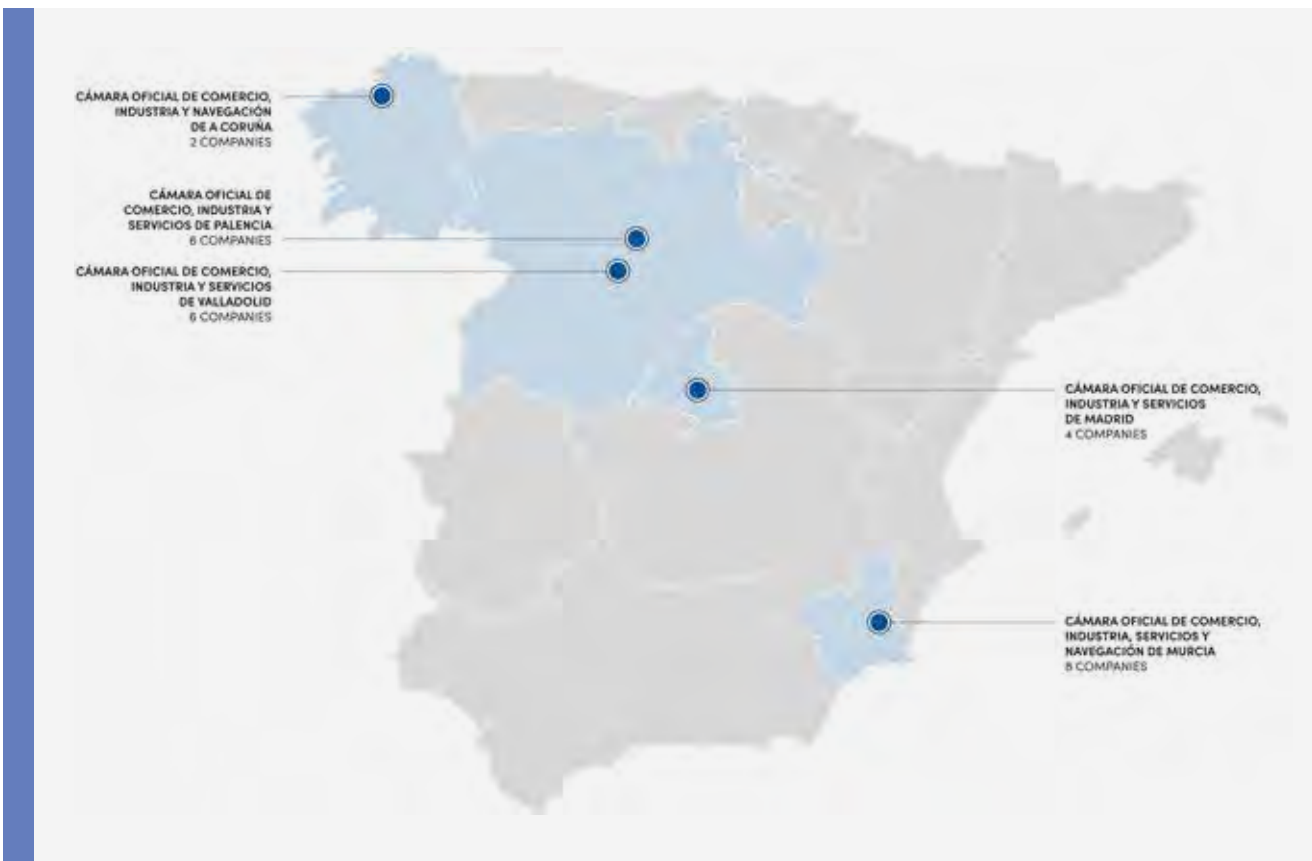 CÁMARA OFICIAL DE COMERCIO,
INDUSTRIA Y NAVEGACIÓN
DE A CORUÑA
2 COMPANIES
CÁMARA OFICIAL DE
COMERCIO, INDUSTRIA Y
SERVICIOS DE PALENCIA
6 COMPANIES
CÁMARA OFICIAL DE COMERCIO,
INDUSTRIA Y SERVICIOS
DE VALLADOLID
6 COMPANIES
CÁMARA OFICIAL DE COMERCIO,
INDUSTRIA Y SERVICIOS
DE MADRID
4 COMPANIES
CÁMARA OFICIAL DE COMERCIO,
INDUSTRIA, SERVICIOS Y
NAVEGACIÓN DE MURCIA
8 COMPANIES